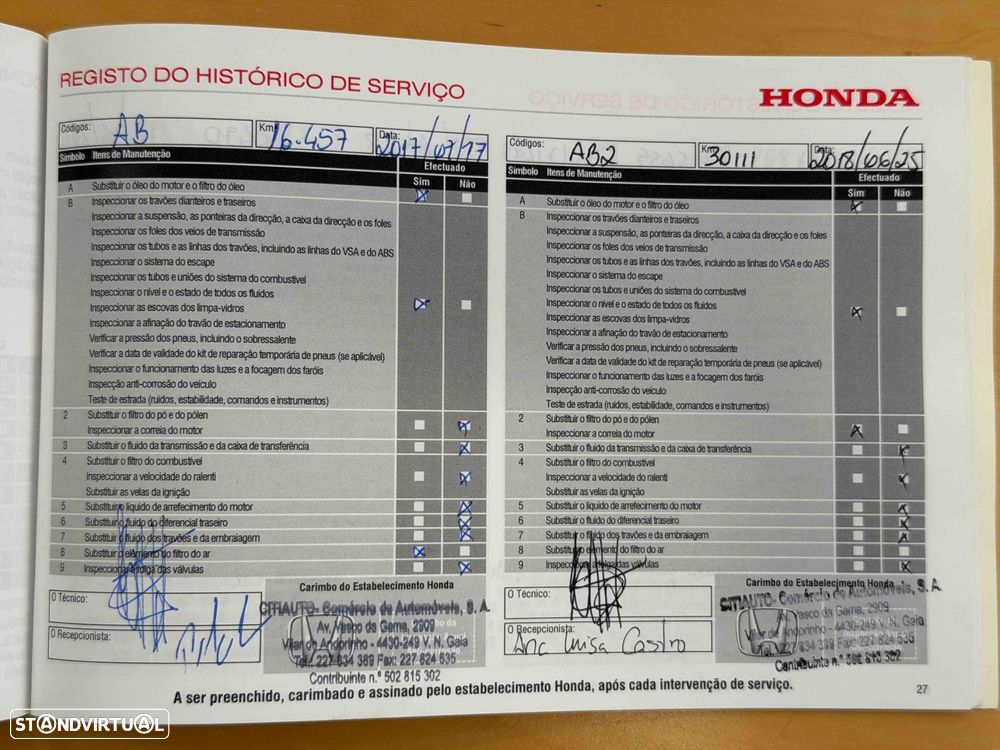 REGISTO DO HISTÓRICO DE SERVIÇO
HONDA
Códigos: AB
Km: 16.457
Data: 2017/07/17
Símbolo Itens de Manutenção
Efectuado
Sim Não
A Substituir o óleo do motor e o filtro do óleo
B Inspeccionar os travões dianteiros e traseiros
Inspeccionar a suspensão, as ponteiras da direcção, a caixa da direcção e os foles
Inspeccionar os foles dos veios de transmissão
Inspeccionar os tubos e as linhas dos travões, incluindo as linhas do VSA e do ABS
Inspeccionar o sistema do escape
Inspeccionar os tubos e uniões do sistema do combustível
Inspeccionar o nível e o estado de todos os fluidos
Inspeccionar as escovas dos limpa-vidros
Inspeccionar a afinação do travão de estacionamento
Verificar a pressão dos pneus, incluindo o sobressalente
Verificar a data de validade do kit de reparação temporária de pneus (se aplicável)
Inspeccionar o funcionamento das luzes e a focagem dos faróis
Inspecção anti-corrosão do veículo
Teste de estrada (ruídos, estabilidade, comandos e instrumentos)
2 Substituir o filtro do pó e do pólen
Inspeccionar a correia do motor
3 Substituir o fluido da transmissão e da caixa de transferência
4 Substituir o filtro do combustível
Inspeccionar a velocidade do ralenti
Substituir as velas da ignição
5 Substituir o líquido de arrefecimento do motor
6 Substituir o fluido do diferencial traseiro
7 Substituir o fluido dos travões e da embraiagem
8 Substituir o elemento do filtro do ar
9 Inspeccionar a folga das válvulas
O Técnico:
O Recepcionista:
Carimbo do Estabelecimento Honda
CITIAUTO- Comércio de Automóveis, S. A.
Av. Vasco da Gama, 2909
Vilar de Andorinho - 4430-249 V. N. Gaia
Tel. 227 834 389 Fax: 227 824 535
Contribuinte n.º 502 815 302
Códigos: AB2
Km: 30111
Data: 2018/06/25
Símbolo Itens de Manutenção
Efectuado
Sim Não
A Substituir o óleo do motor e o filtro do óleo
B Inspeccionar os travões dianteiros e traseiros
Inspeccionar a suspensão, as ponteiras da direcção, a caixa da direcção e os foles
Inspeccionar os foles dos veios de transmissão
Inspeccionar os tubos e as linhas dos travões, incluindo as linhas do VSA e do ABS
Inspeccionar o sistema do escape
Inspeccionar os tubos e uniões do sistema do combustível
Inspeccionar o nível e o estado de todos os fluidos
Inspeccionar as escovas dos limpa-vidros
Inspeccionar a afinação do travão de estacionamento
Verificar a pressão dos pneus, incluindo o sobressalente
Verificar a data de validade do kit de reparação temporária de pneus (se aplicável)
Inspeccionar o funcionamento das luzes e a focagem dos faróis
Inspecção anti-corrosão do veículo
Teste de estrada (ruídos, estabilidade, comandos e instrumentos)
2 Substituir o filtro do pó e do pólen
Inspeccionar a correia do motor
3 Substituir o fluido da transmissão e da caixa de transferência
4 Substituir o filtro do combustível
Inspeccionar a velocidade do ralenti
Substituir as velas da ignição
5 Substituir o líquido de arrefecimento do motor
6 Substituir o fluido do diferencial traseiro
7 Substituir o fluido dos travões e da embraiagem
8 Substituir o elemento do filtro do ar
9 Inspeccionar a folga das válvulas
O Técnico:
O Recepcionista:
Ana Luisa Castro
Carimbo do Estabelecimento Honda
CITIAUTO- Comércio de Automóveis, S. A.
Av. Vasco da Gama, 2909
Vilar de Andorinho - 4430-249 V. N. Gaia
Tel. 227 834 389 Fax: 227 824 535
Contribuinte n.º 502 815 302
A ser preenchido, carimbado e assinado pelo estabelecimento Honda, após cada intervenção de serviço.
27
STANDVIRTUAL